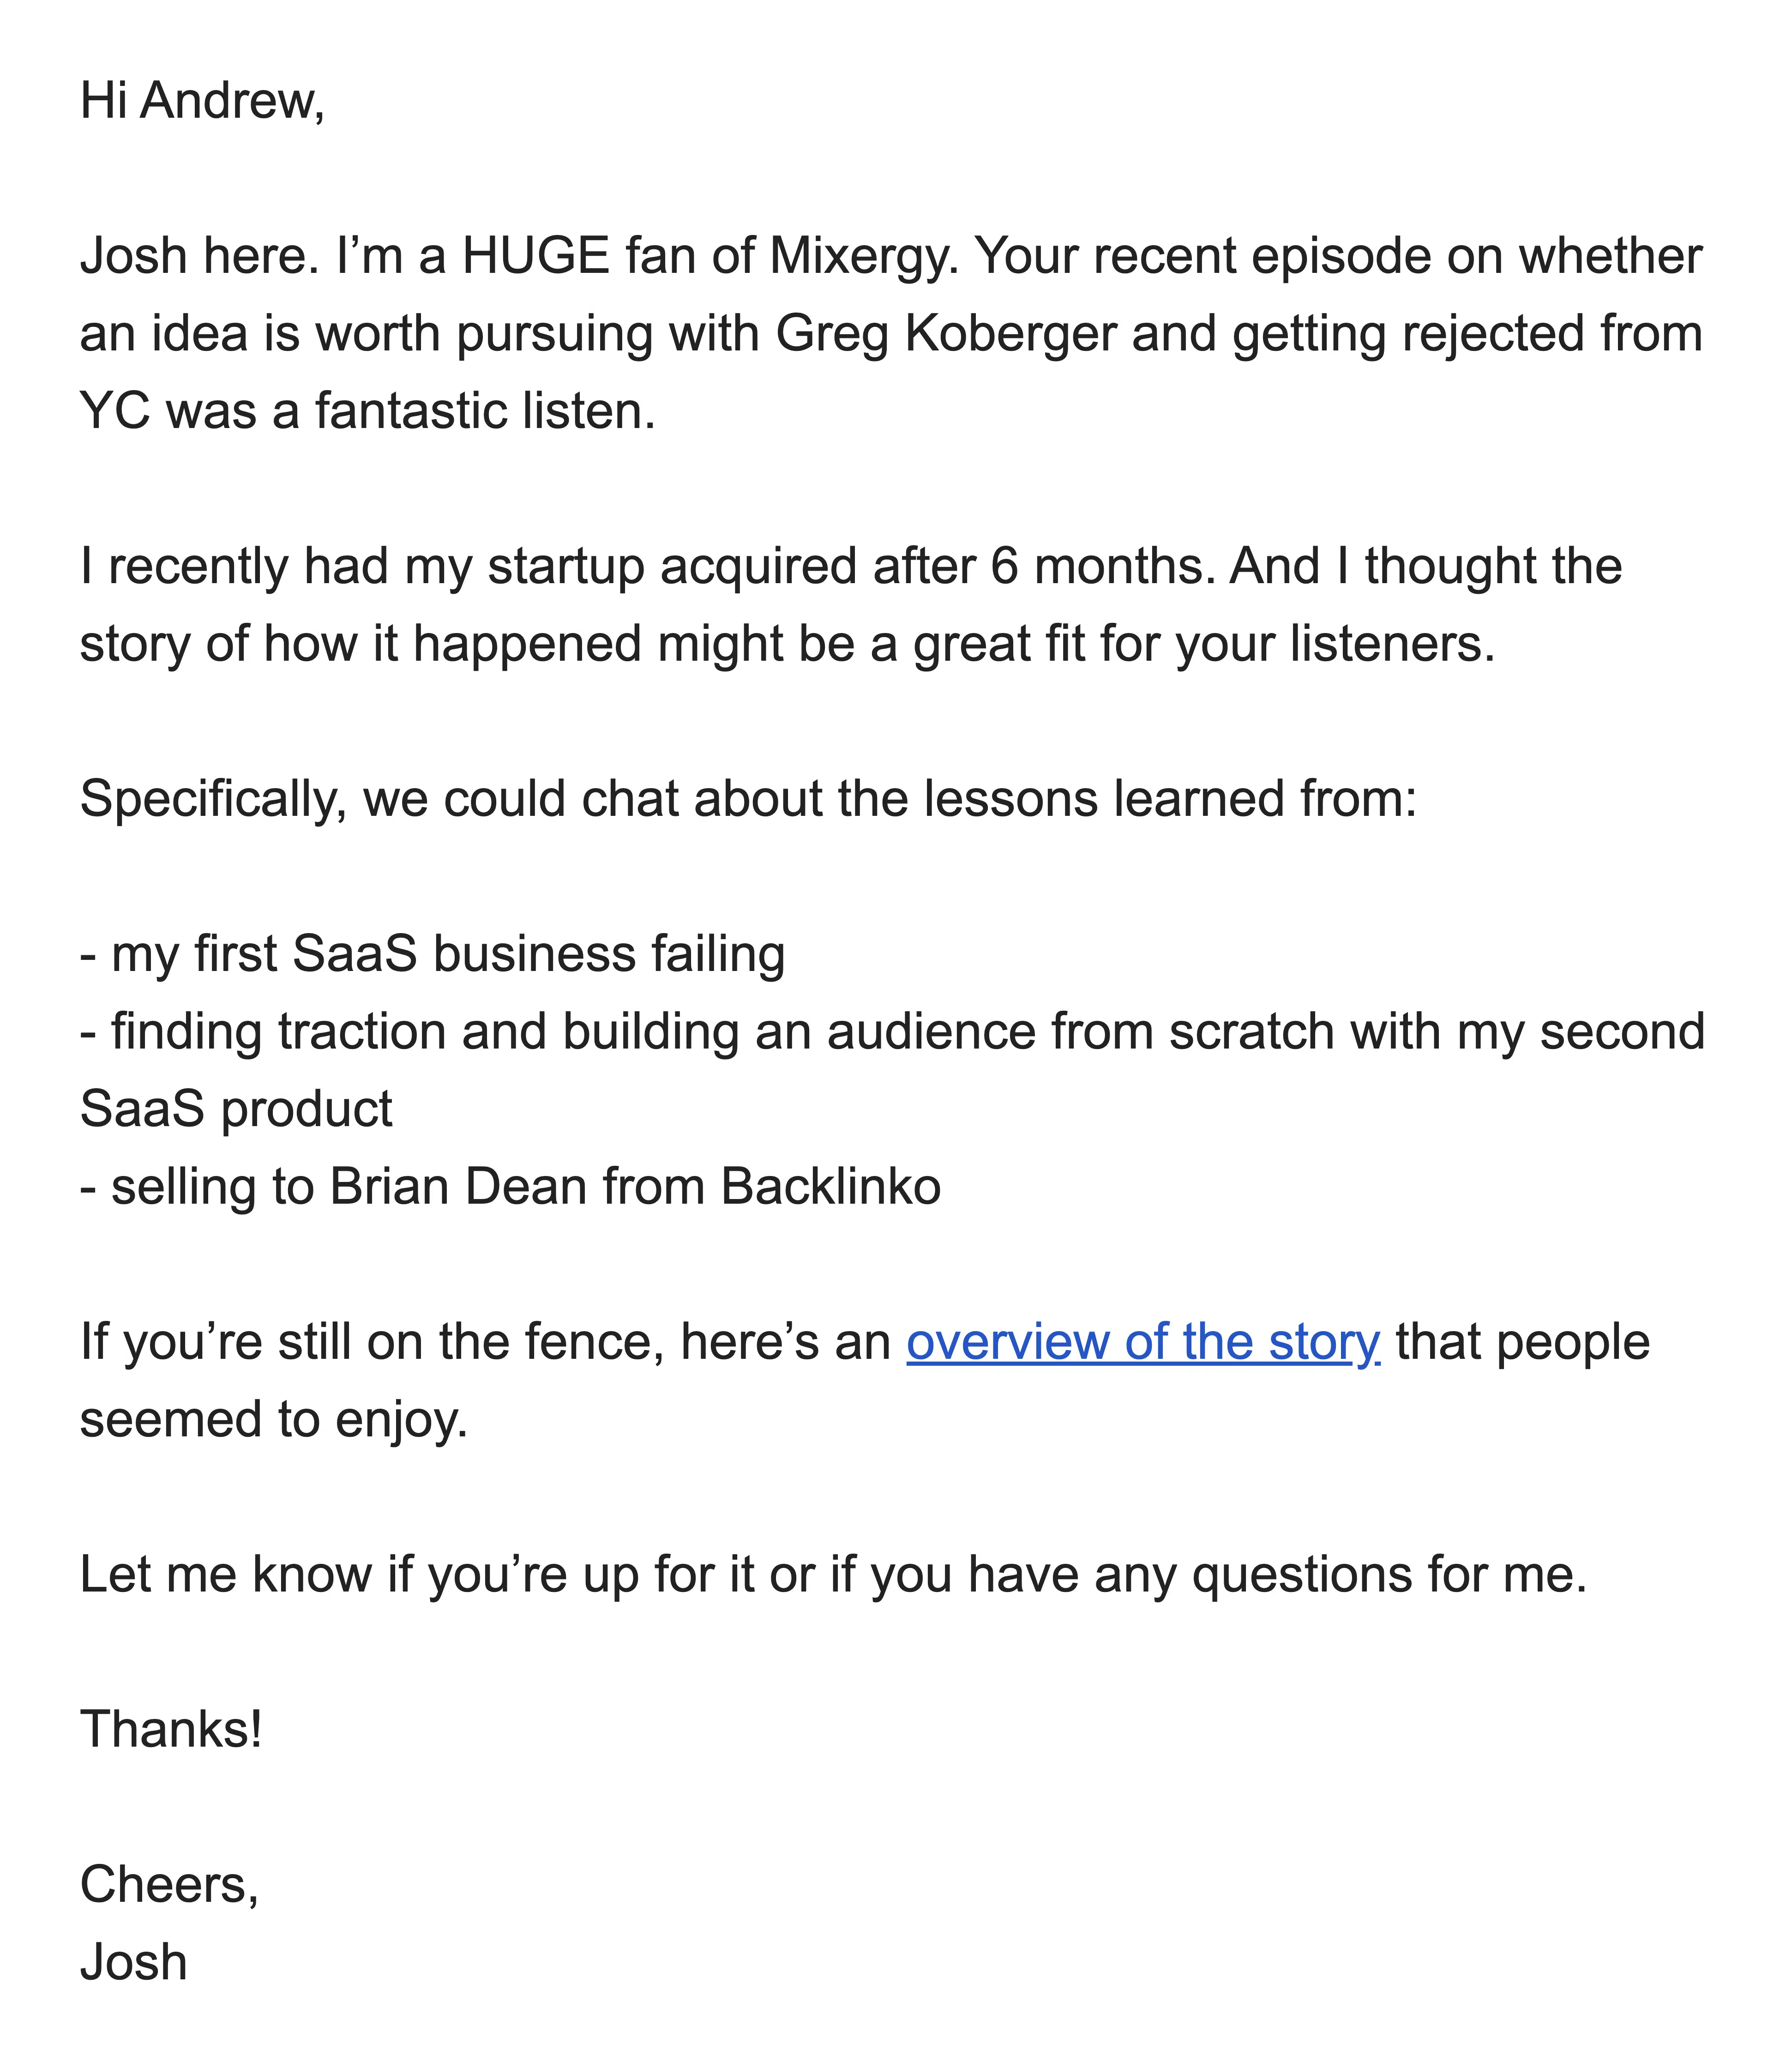 Hi Andrew,
Josh here. I’m a HUGE fan of Mixergy. Your recent episode on whether
an idea is worth pursuing with Greg Koberger and getting rejected from
YC was a fantastic listen.
I recently had my startup acquired after 6 months. And I thought the
story of how it happened might be a great fit for your listeners.
Specifically, we could chat about the lessons learned from:
- my first SaaS business failing
- finding traction and building an audience from scratch with my second
SaaS product
- selling to Brian Dean from Backlinko
If you’re still on the fence, here’s an overview of the story that people
seemed to enjoy.
Let me know if you’re up for it or if you have any questions for me.
Thanks!
Cheers,
Josh